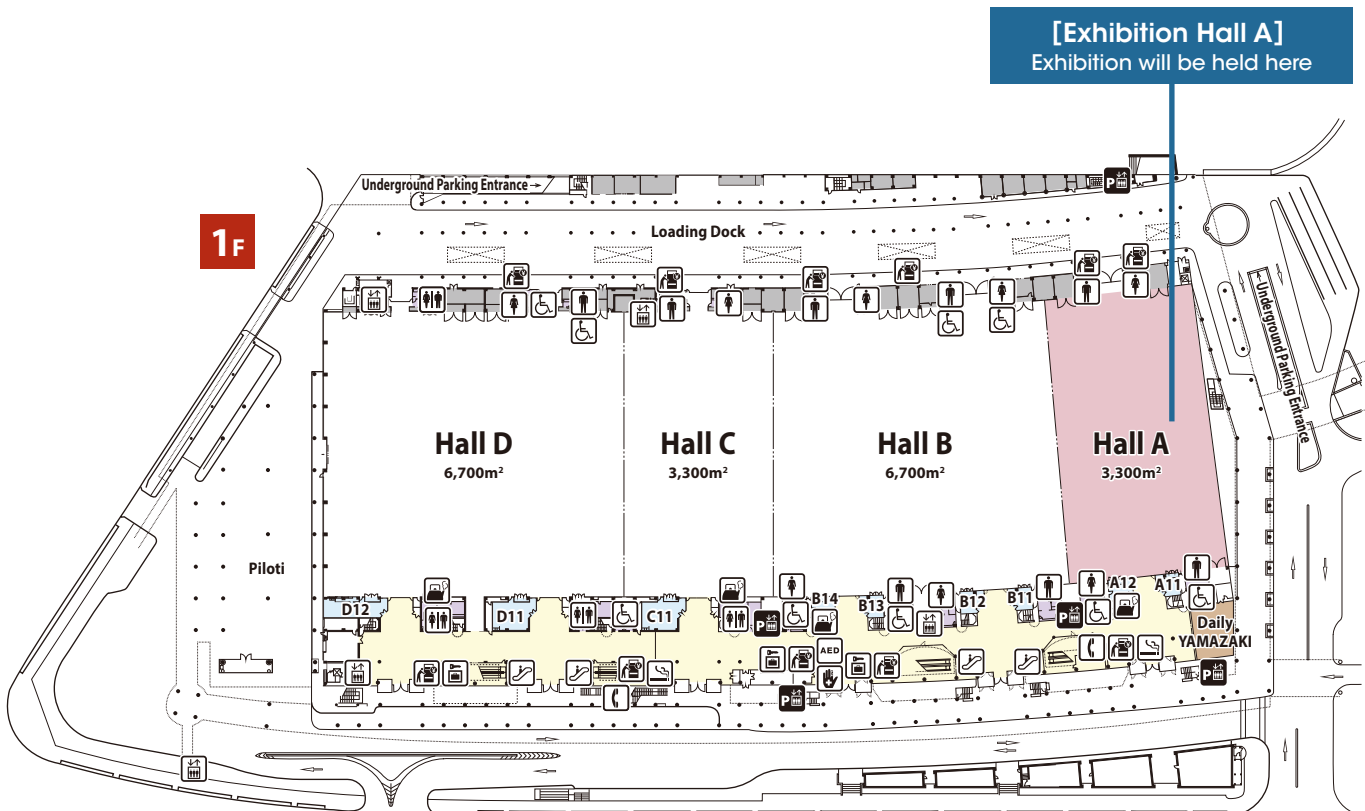 [Exhibition Hall A]
Exhibition will be held here
1F
Underground Parking Entrance →
P
Loading Dock
Underground Parking Entrance
Hall D
6,700m²
Hall C
3,300m²
Hall B
6,700m²
Hall A
3,300m²
Piloti
D12
D11
C11
B14
B13
B12
B11
A12
A11
P
P
AED
Daily
YAMAZAKI
P
P